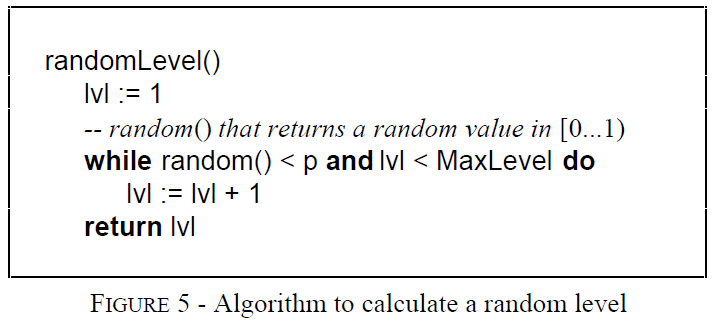 randomLevel()
lvl := 1
-- random() that returns a random value in [0...1)
while random() < p and lvl < MaxLevel do
lvl := lvl + 1
return lvl
FIGURE 5 - Algorithm to calculate a random level